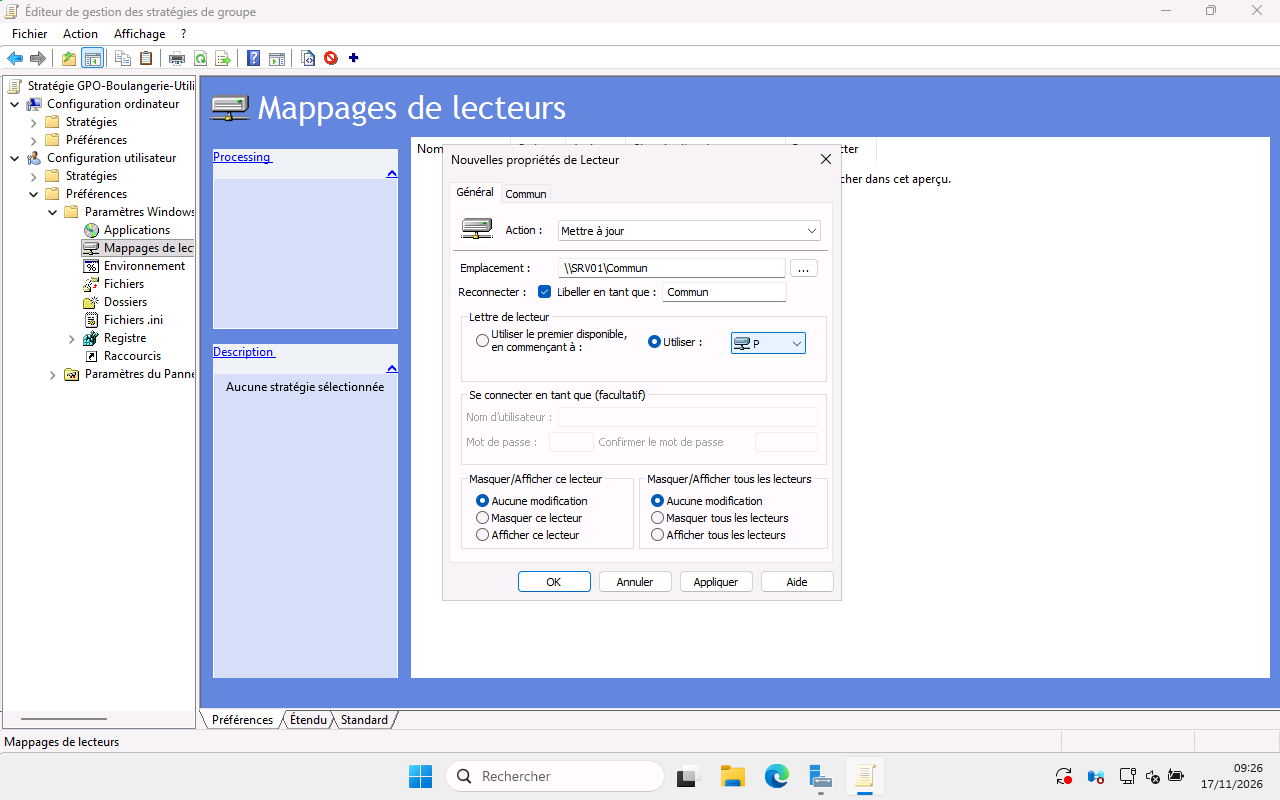 Éditeur de gestion des stratégies de groupe
Fichier Action Affichage ?
Stratégie GPO-Boulangerie-Utili
Configuration ordinateur
Stratégies
Préférences
Configuration utilisateur
Stratégies
Préférences
Paramètres Windows
Applications
Mappages de lect
Environnement
Fichiers
Dossiers
Fichiers .ini
Registre
Raccourcis
Paramètres du Panne
Mappages de lecteurs
Processing
Description
Aucune stratégie sélectionnée
Nom
cher dans cet aperçu.
Nouvelles propriétés de Lecteur
Général Commun
Action : Mettre à jour
Emplacement : \\SRV01\Commun ...
Reconnecter : Libeller en tant que : Commun
Lettre de lecteur
Utiliser le premier disponible,
en commençant à :
Utiliser : P
Se connecter en tant que (facultatif)
Nom d'utilisateur :
Mot de passe : Confirmer le mot de passe
Masquer/Afficher ce lecteur
Aucune modification
Masquer ce lecteur
Afficher ce lecteur
Masquer/Afficher tous les lecteurs
Aucune modification
Masquer tous les lecteurs
Afficher tous les lecteurs
OK Annuler Appliquer Aide
Préférences Étendu Standard
Mappages de lecteurs
Rechercher
09:26
17/11/2026